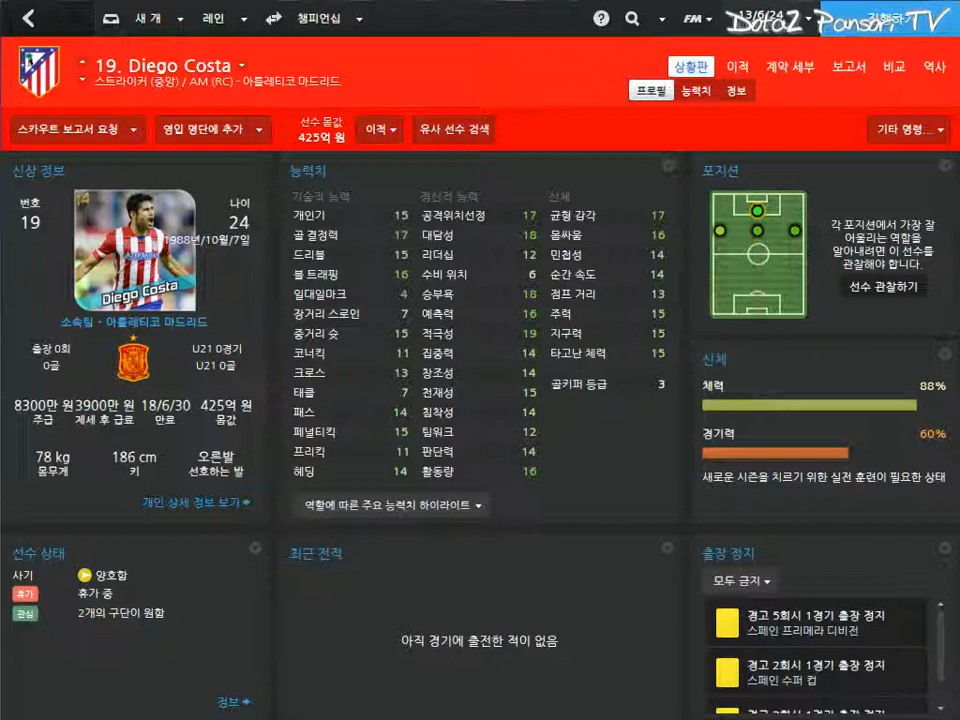 새 개
레인
챔피언십
?
FM
13/6/24
Dota2 Pansori TV
19. Diego Costa
스트라이커 (중앙) / AM (RC) - 아틀레티코 마드리드
상황판
이적
계약 세부
보고서
비교
역사
프로필
능력치
정보
스카우트 보고서 요청
영입 명단에 추가
선수 몸값
425억 원
이적
유사 선수 검색
기타 명령...
신상 정보
번호
19
14
Diego Costa
나이
24
1988년/10월/7일
소속팀 - 아틀레티코 마드리드
출장 0회
0골
U21 0경기
U21 0골
8300만 원
주급
3900만 원
제세 후 급료
18/6/30
만료
425억 원
몸값
78 kg
몸무게
186 cm
키
오른발
선호하는 발
개인 상세 정보 보기
능력치
기술적 능력
정신적 능력
신체
개인기 15 공격위치선정 17 균형 감각 17
골 결정력 17 대담성 18 몸싸움 16
드리블 15 리더십 12 민첩성 14
볼 트래핑 16 수비 위치 6 순간 속도 14
일대일마크 4 승부욕 18 점프 거리 13
장거리 스로인 7 예측력 16 주력 15
중거리 슛 15 적극성 19 지구력 15
코너킥 11 집중력 14 타고난 체력 15
크로스 13 창조성 14
태클 7 천재성 15 골키퍼 등급 3
패스 14 침착성 14
페널티킥 15 팀워크 12
프리킥 11 판단력 14
헤딩 14 활동량 16
역할에 따른 주요 능력치 하이라이트
포지션
각 포지션에서 가장 잘
어울리는 역할을
알아내려면 이 선수를
관찰해야 합니다.
선수 관찰하기
신체
체력 88%
경기력 60%
새로운 시즌을 치르기 위한 실전 훈련이 필요한 상태
선수 상태
사기 양호함
휴가 휴가 중
관심 2개의 구단이 원함
정보
최근 전적
아직 경기에 출전한 적이 없음
출장 정지
모두 금지
경고 5회시 1경기 출장 정지
스페인 프리메라 디비전
경고 2회시 1경기 출장 정지
스페인 수퍼 컵